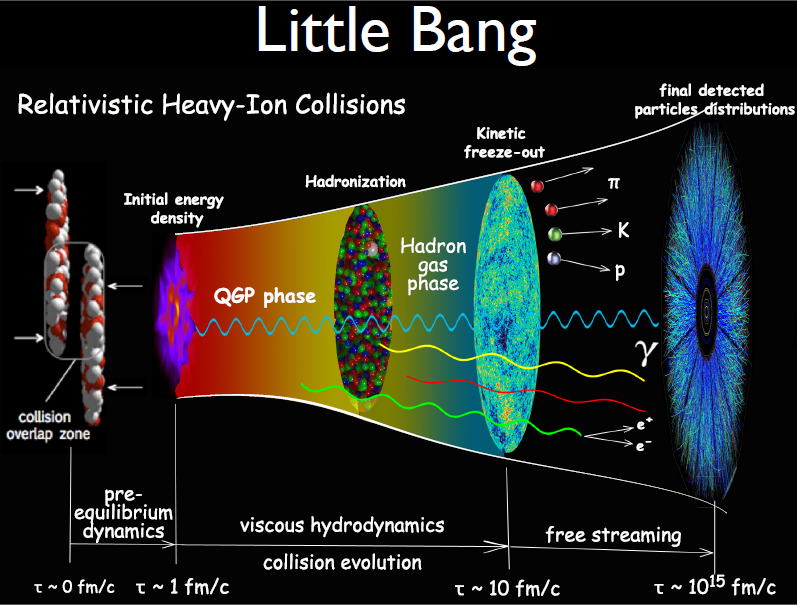 Little Bang
Relativistic Heavy-Ion Collisions
final detected
particles distributions
Kinetic
freeze-out
Hadronization
Initial energy
density
π
K
p
QGP phase
Hadron
gas
phase
γ
collision
overlap zone
e⁺
e⁻
pre-
equilibrium
dynamics
viscous hydrodynamics
collision evolution
free streaming
τ ~ 0 fm/c
τ ~ 1 fm/c
τ ~ 10 fm/c
τ ~ 10¹⁵ fm/c